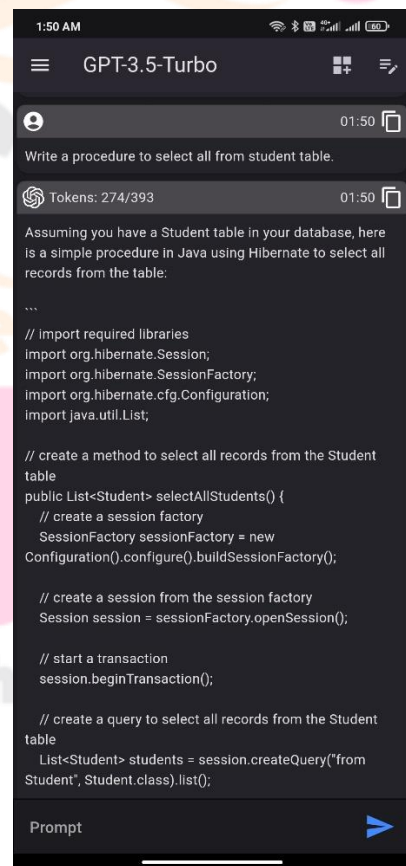 1:50 AM
60
GPT-3.5-Turbo
01:50
Write a procedure to select all from student table.
Tokens: 274/393
01:50
Assuming you have a Student table in your database, here
is a simple procedure in Java using Hibernate to select all
records from the table:
```
// import required libraries
import org.hibernate.Session;
import org.hibernate.SessionFactory;
import org.hibernate.cfg.Configuration;
import java.util.List;
// create a method to select all records from the Student
table
public List<Student> selectAllStudents() {
// create a session factory
SessionFactory sessionFactory = new
Configuration().configure().buildSessionFactory();
// create a session from the session factory
Session session = sessionFactory.openSession();
// start a transaction
session.beginTransaction();
// create a query to select all records from the Student
table
List<Student> students = session.createQuery("from
Student", Student.class).list();
Prompt